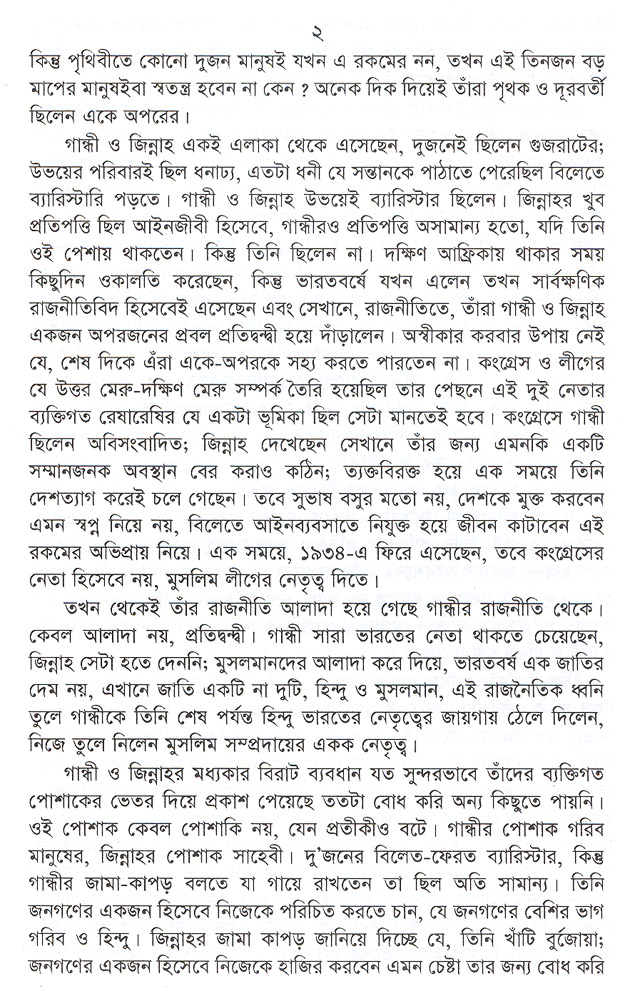 ২
কিন্তু পৃথিবীতে কোনো দুজন মানুষই যখন এ রকমের নন, তখন এই তিনজন বড়
মাপের মানুষইবা স্বতন্ত্র হবেন না কেন ? অনেক দিক দিয়েই তাঁরা পৃথক ও দূরবর্তী
ছিলেন একে অপরের।
গান্ধী ও জিন্নাহ একই এলাকা থেকে এসেছেন, দুজনেই ছিলেন গুজরাটের;
উভয়ের পরিবারই ছিল ধনাঢ্য, এতটা ধনী যে সন্তানকে পাঠাতে পেরেছিল বিলেতে
ব্যারিস্টারি পড়তে। গান্ধী ও জিন্নাহ উভয়েই ব্যারিস্টার ছিলেন। জিন্নাহর খুব
প্রতিপত্তি ছিল আইনজীবী হিসেবে, গান্ধীরও প্রতিপত্তি অসামান্য হতো, যদি তিনি
ওই পেশায় থাকতেন। কিন্তু তিনি ছিলেন না। দক্ষিণ আফ্রিকায় থাকার সময়
কিছুদিন ওকালতি করেছেন, কিন্তু ভারতবর্ষে যখন এলেন তখন সার্বক্ষণিক
রাজনীতিবিদ হিসেবেই এসেছেন এবং সেখানে, রাজনীতিতে, তাঁরা গান্ধী ও জিন্নাহ
একজন অপরজনের প্রবল প্রতিদ্বন্দ্বী হয়ে দাঁড়ালেন। অস্বীকার করবার উপায় নেই
যে, শেষ দিকে এঁরা একে-অপরকে সহ্য করতে পারতেন না। কংগ্রেস ও লীগের
যে উত্তর মেরু-দক্ষিণ মেরু সম্পর্ক তৈরি হয়েছিল তার পেছনে এই দুই নেতার
ব্যক্তিগত রেষারেষির যে একটা ভূমিকা ছিল সেটা মানতেই হবে। কংগ্রেসে গান্ধী
ছিলেন অবিসংবাদিত; জিন্নাহ দেখেছেন সেখানে তাঁর জন্য এমনকি একটি
সম্মানজনক অবস্থান বের করাও কঠিন; ত্যক্তবিরক্ত হয়ে এক সময়ে তিনি
দেশত্যাগ করেই চলে গেছেন। তবে সুভাষ বসুর মতো নয়, দেশকে মুক্ত করবেন
এমন স্বপ্ন নিয়ে নয়, বিলেতে আইনব্যবসাতে নিযুক্ত হয়ে জীবন কাটাবেন এই
রকমের অভিপ্রায় নিয়ে। এক সময়ে, ১৯৩৪-এ ফিরে এসেছেন, তবে কংগ্রেসের
নেতা হিসেবে নয়, মুসলিম লীগের নেতৃত্ব দিতে।
তখন থেকেই তাঁর রাজনীতি আলাদা হয়ে গেছে গান্ধীর রাজনীতি থেকে।
কেবল আলাদা নয়, প্রতিদ্বন্দ্বী। গান্ধী সারা ভারতের নেতা থাকতে চেয়েছেন,
জিন্নাহ সেটা হতে দেননি; মুসলমানদের আলাদা করে দিয়ে, ভারতবর্ষ এক জাতির
দেম নয়, এখানে জাতি একটি না দুটি, হিন্দু ও মুসলমান, এই রাজনৈতিক ধ্বনি
তুলে গান্ধীকে তিনি শেষ পর্যন্ত হিন্দু ভারতের নেতৃত্বের জায়গায় ঠেলে দিলেন,
নিজে তুলে নিলেন মুসলিম সম্প্রদায়ের একক নেতৃত্ব।
গান্ধী ও জিন্নাহর মধ্যকার বিরাট ব্যবধান যত সুন্দরভাবে তাঁদের ব্যক্তিগত
পোশাকের ভেতর দিয়ে প্রকাশ পেয়েছে ততটা বোধ করি অন্য কিছুতে পায়নি।
ওই পোশাক কেবল পোশাকি নয়, যেন প্রতীকীও বটে। গান্ধীর পোশাক গরিব
মানুষের, জিন্নাহর পোশাক সাহেবী। দু'জনের বিলেত-ফেরত ব্যারিস্টার, কিন্তু
গান্ধীর জামা-কাপড় বলতে যা গায়ে রাখতেন তা ছিল অতি সামান্য। তিনি
জনগণের একজন হিসেবে নিজেকে পরিচিত করতে চান, যে জনগণের বেশির ভাগ
গরিব ও হিন্দু। জিন্নাহর জামা কাপড় জানিয়ে দিচ্ছে যে, তিনি খাঁটি বুর্জোয়া;
জনগণের একজন হিসেবে নিজেকে হাজির করবেন এমন চেষ্টা তার জন্য বোধ করি